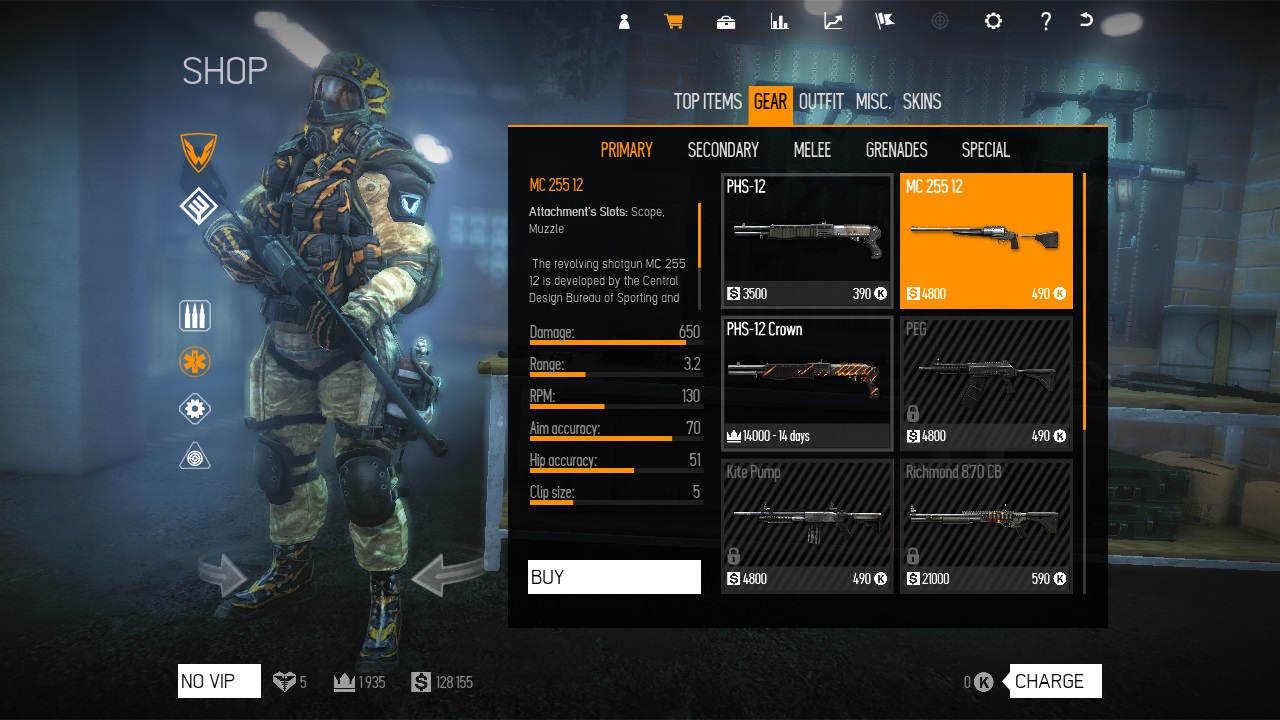 SHOP
TOP ITEMS GEAR OUTFIT MISC. SKINS
PRIMARY SECONDARY MELEE GRENADES SPECIAL
MC 255 12
Attachment's Slots: Scope,
Muzzle
The revolving shotgun MC 255
12 is developed by the Central
Design Bureau of Sporting and
Damage: 650
Range: 3.2
RPM: 130
Aim accuracy: 70
Hip accuracy: 51
Clip size: 5
BUY
PHS-12
$ 3500 390 K
MC 255 12
$ 4800 490 K
PHS-12 Crown
14000 - 14 days
PEG
$ 4800 490 K
Kite Pump
$ 4800 490 K
Richmond 870 CB
$ 21000 590 K
NO VIP 5 1 935 $ 128 155
0 K CHARGE